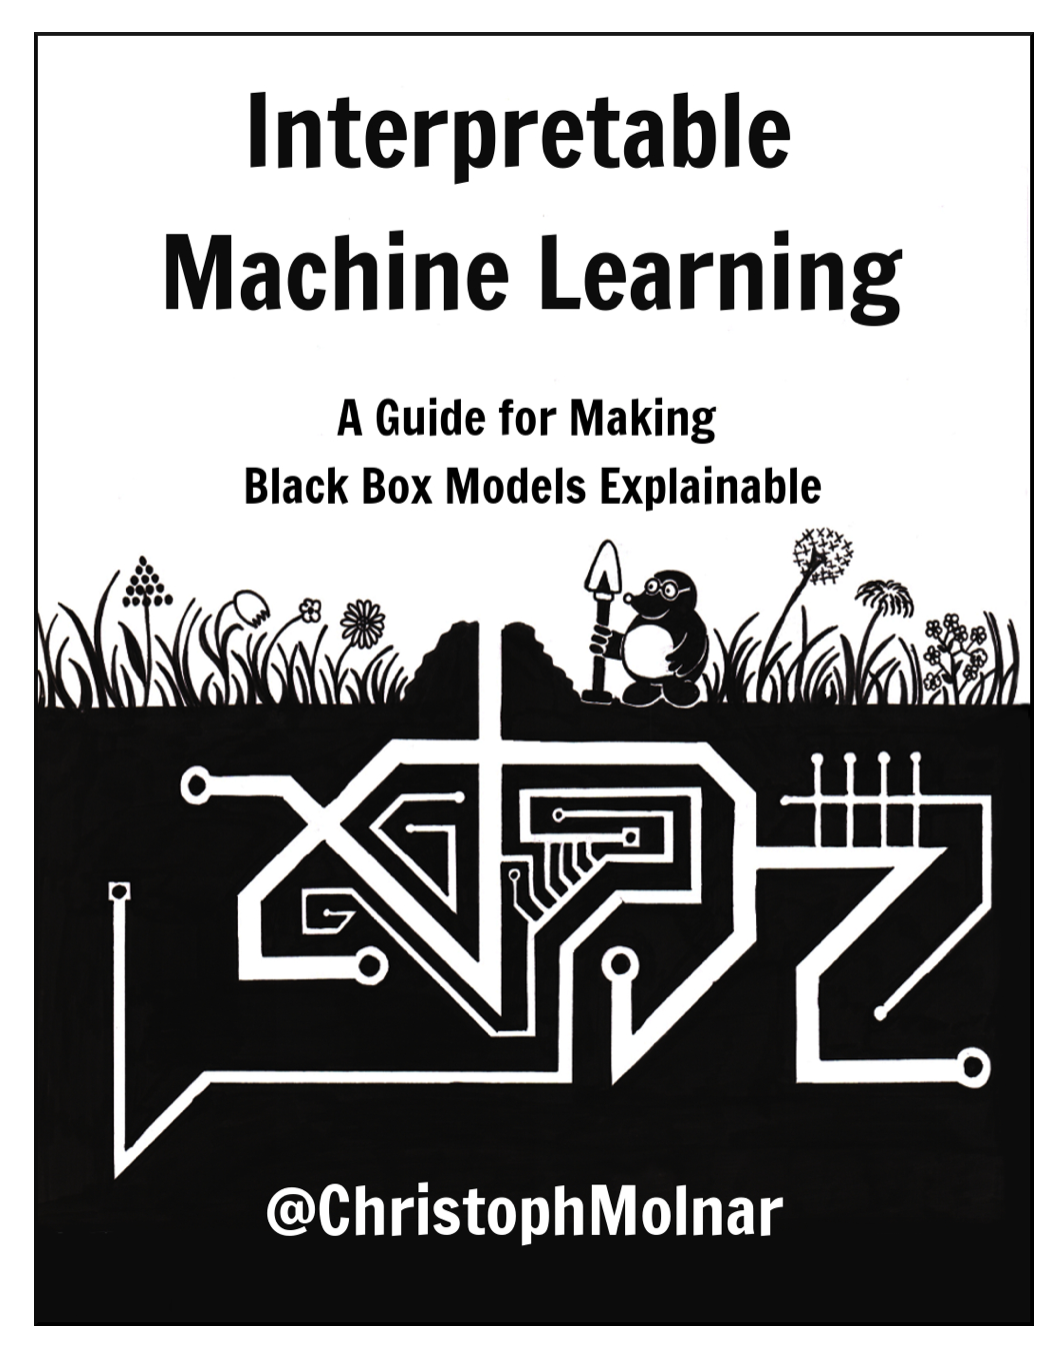 Interpretable
Machine Learning
A Guide for Making
Black Box Models Explainable
@ChristophMolnar